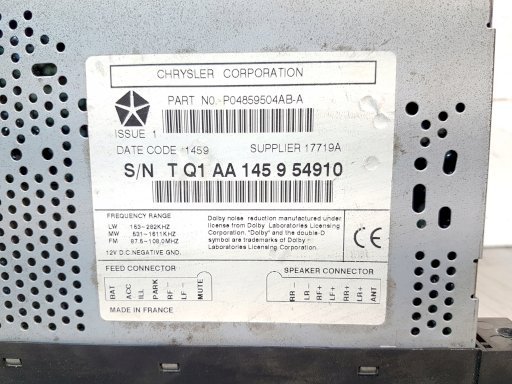 CHRYSLER CORPORATION
PART NO. P04859504AB-A
ISSUE 1
DATE CODE 1459 SUPPLIER 17719A
S/N T Q1 AA 145 9 54910
FREQUENCY RANGE
LW 153-282KHZ
MW 531-1611KHZ
FM 87.5-108.0MHZ
12V D.C. NEGATIVE GND.
Dolby noise reduction manufactured under
license from Dolby Laboratories Licensing
Corporation. "Dolby" and the double-D
symbol are trademarks of Dolby
Laboratories Licensing Corporation.
CE
FEED CONNECTOR
BAT ACC ILL PARK RF- LF- MUTE
SPEAKER CONNECTOR
RR- LR- RF+ LF+ RR+ LR+ ANT
MADE IN FRANCE